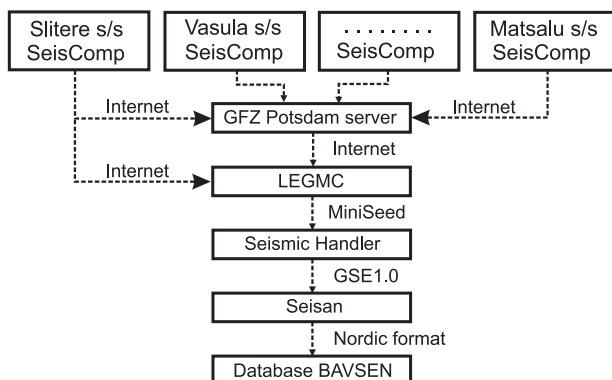 Slitere s/s
SeisComp
Vasula s/s
SeisComp
. . . . . . . .
SeisComp
Matsalu s/s
SeisComp
Internet
Internet
GFZ Potsdam server
Internet
Internet
LEGMC
MiniSeed
Seismic Handler
GSE1.0
Seisan
Nordic format
Database BAVSEN